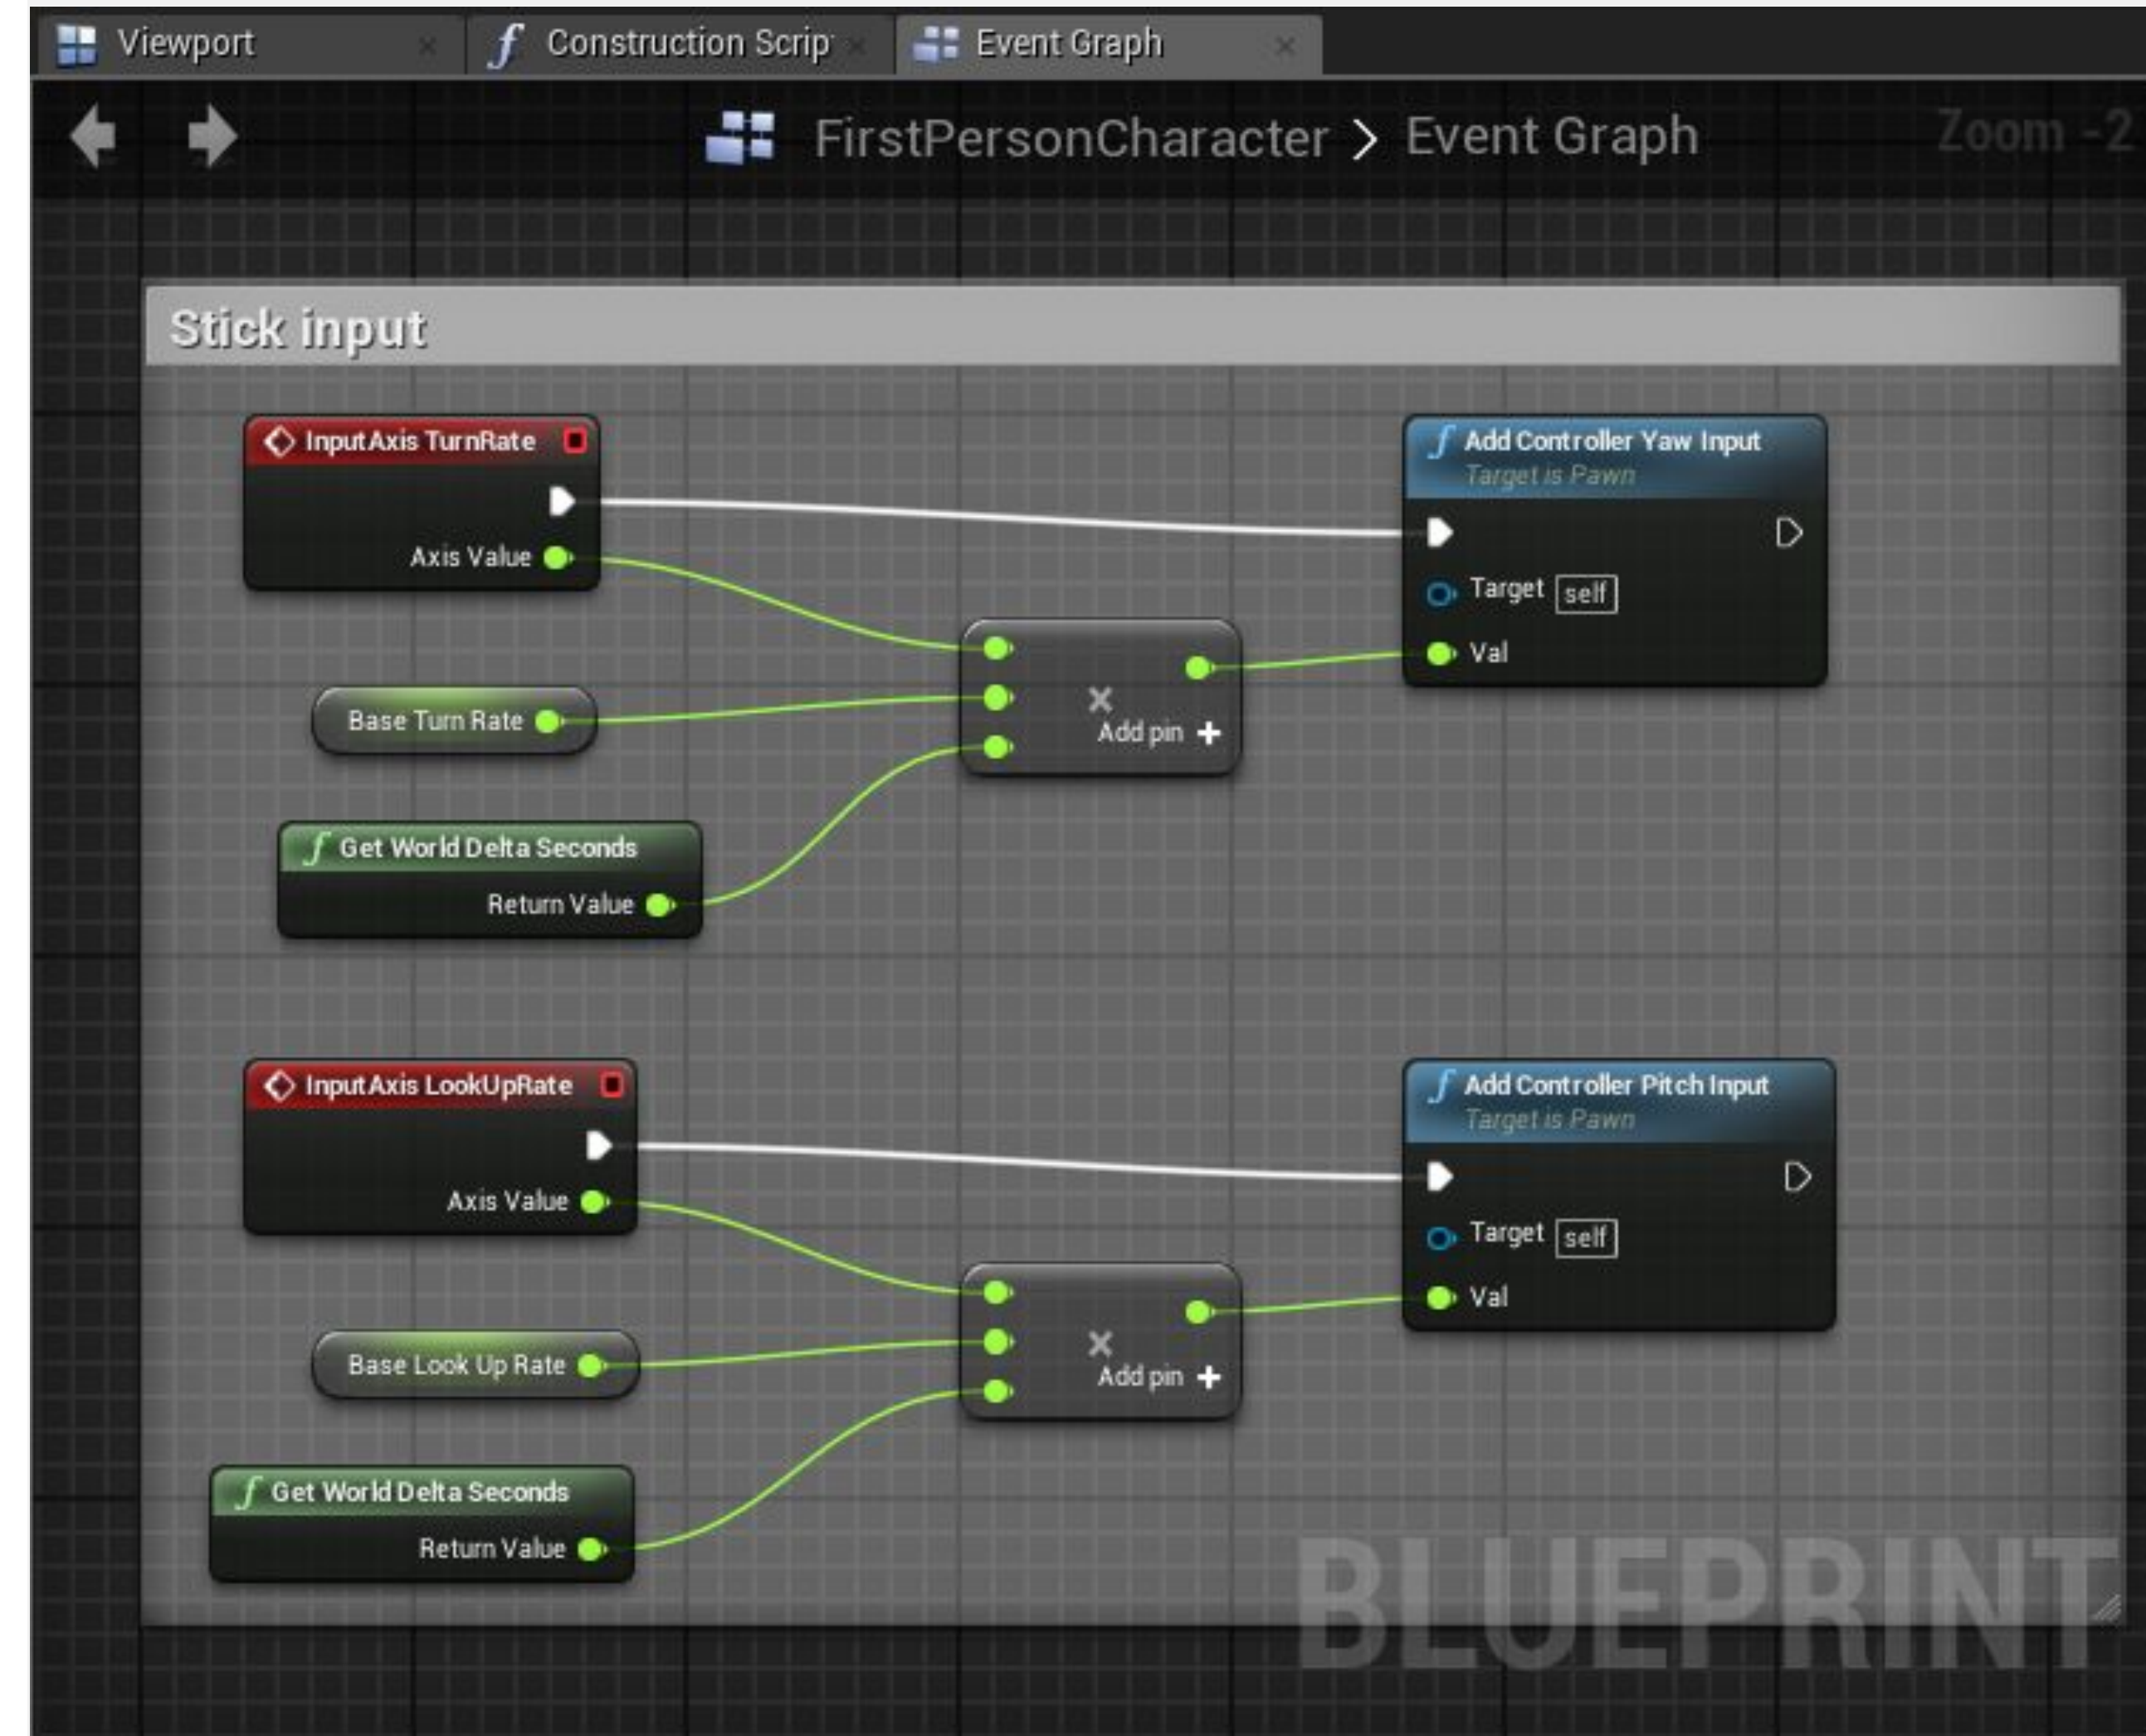 Viewport
Construction Scrip
Event Graph
FirstPersonCharacter > Event Graph
Zoom -2
Stick input
InputAxis TurnRate
Axis Value
Base Turn Rate
Get World Delta Seconds
Return Value
Add pin +
Add Controller Yaw Input
Target is Pawn
Target self
Val
InputAxis LookUpRate
Axis Value
Base Look Up Rate
Get World Delta Seconds
Return Value
Add pin +
Add Controller Pitch Input
Target is Pawn
Target self
Val
BLUEPRINT